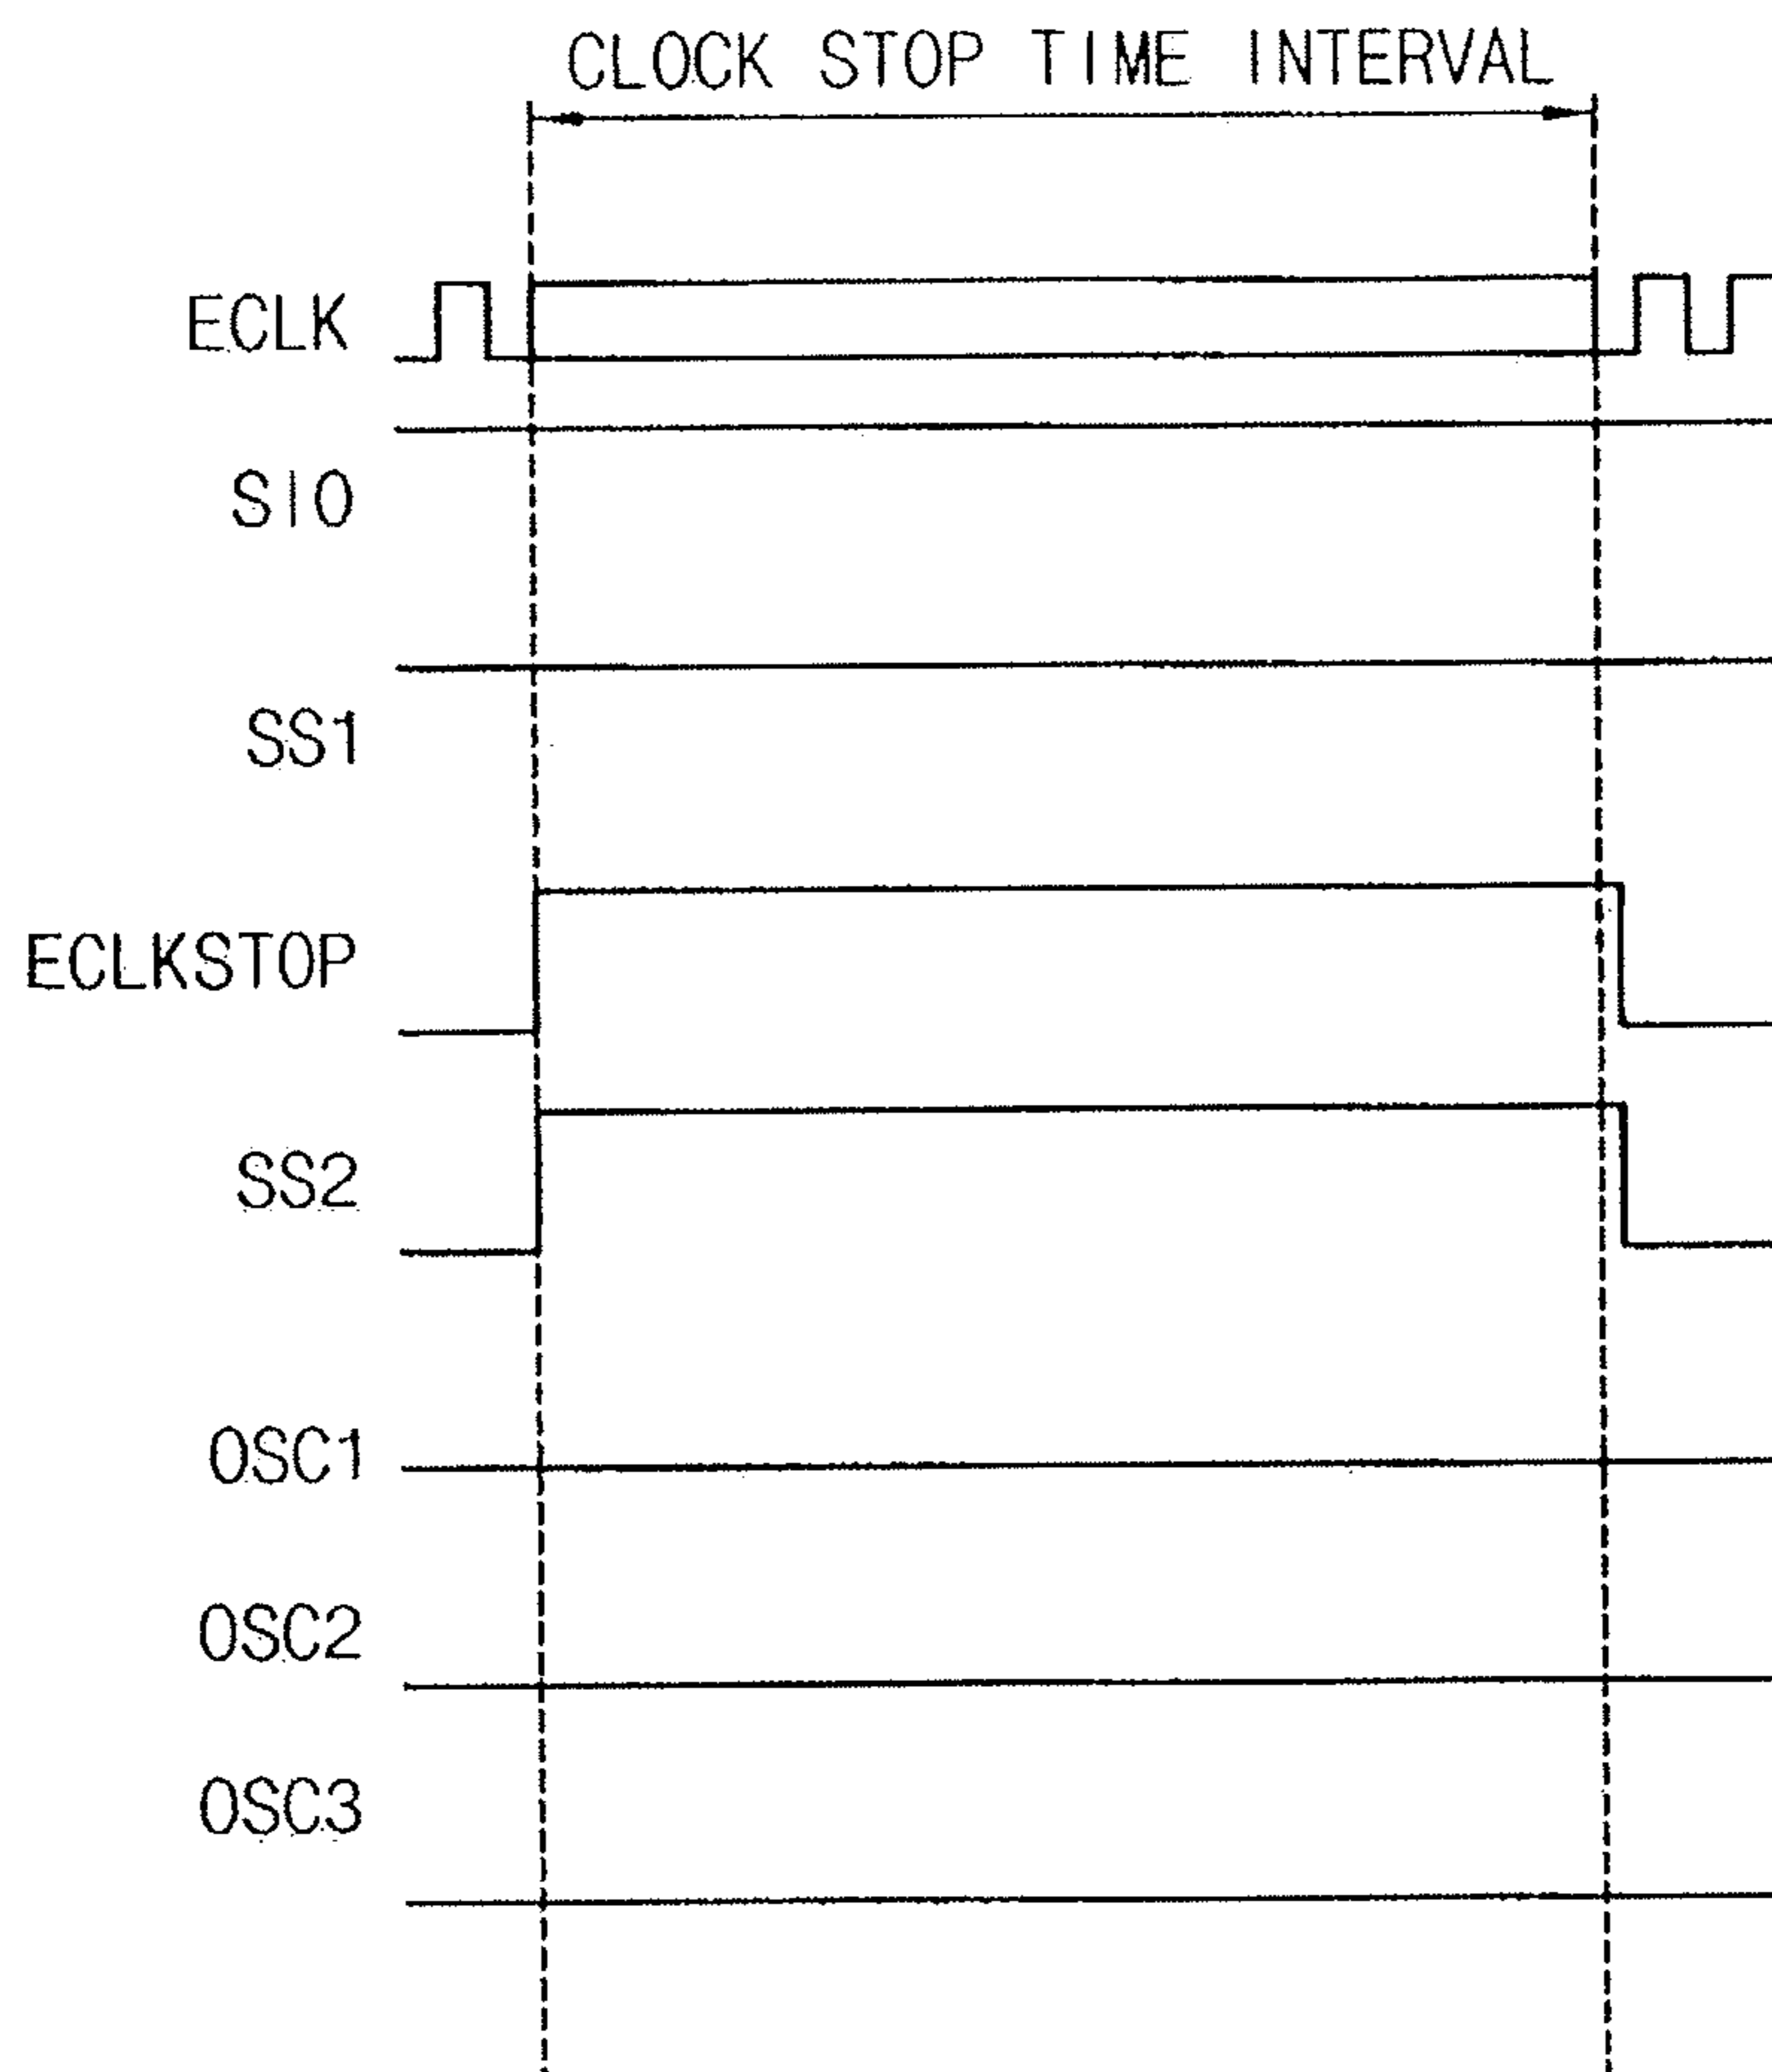 CLOCK STOP TIME INTERVAL
ECLK
SIO
SS1
ECLKSTOP
SS2
OSC1
OSC2
OSC3